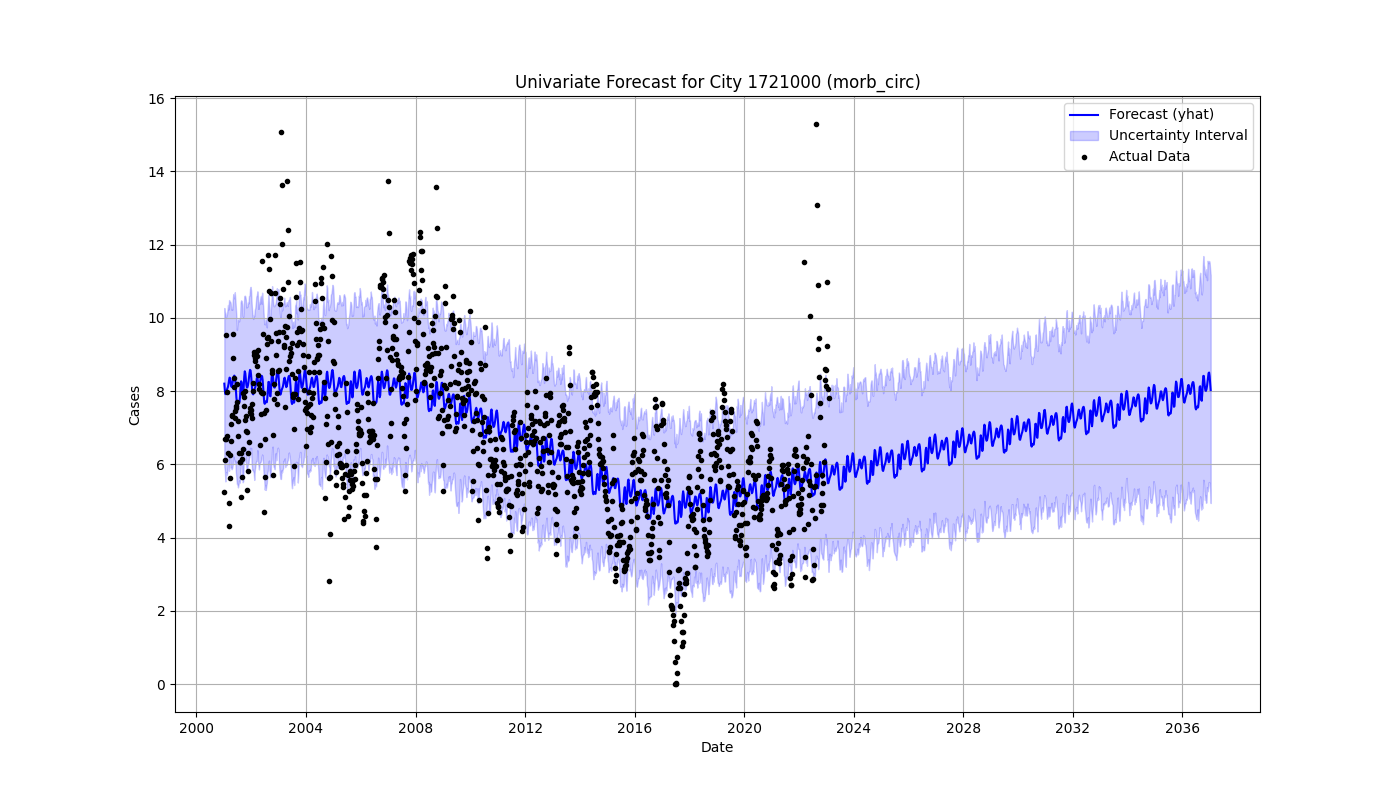 Univariate Forecast for City 1721000 (morb_circ)
Forecast (yhat)
Uncertainty Interval
Actual Data
Cases
16
14
12
10
8
6
4
2
0
2000 2004 2008 2012 2016 2020 2024 2028 2032 2036
Date